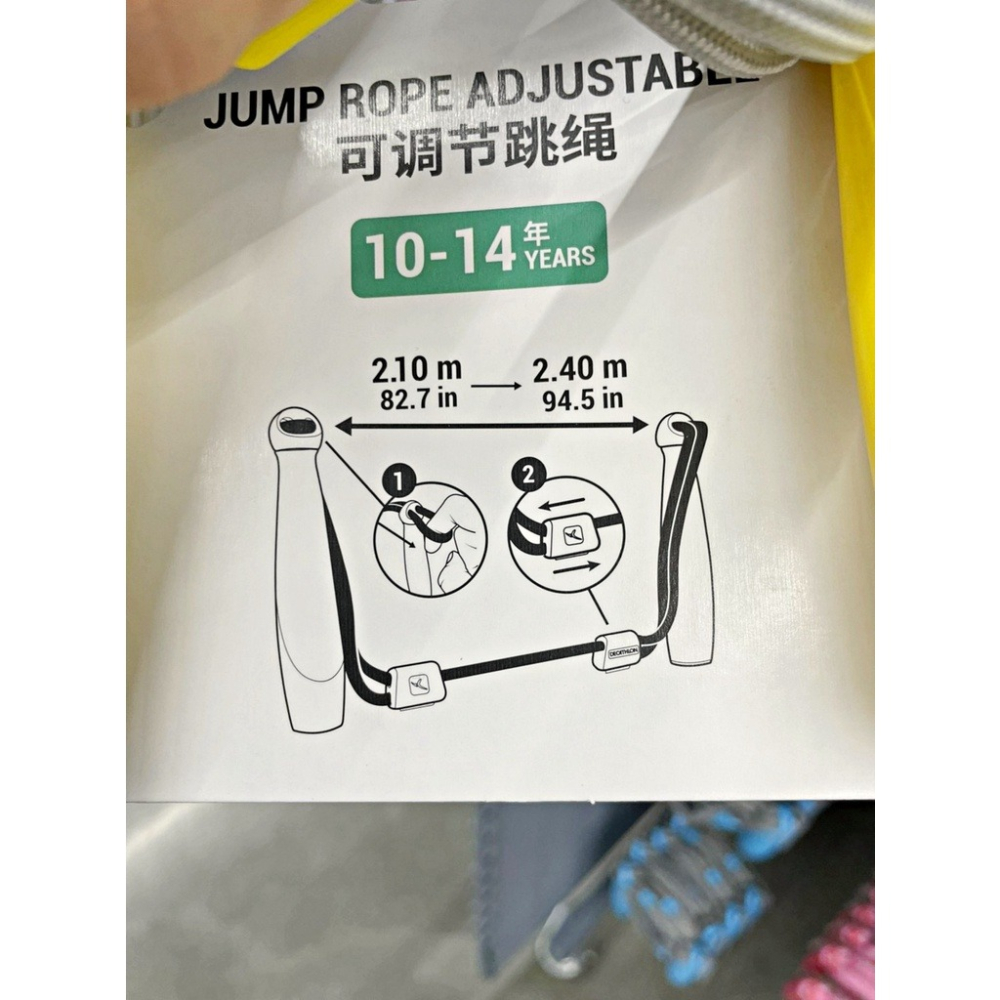 JUMP ROPE ADJUSTABLE
可调节跳绳
10-14 年 YEARS
2.10 m → 2.40 m
82.7 in 94.5 in
1 2
DECATHLON